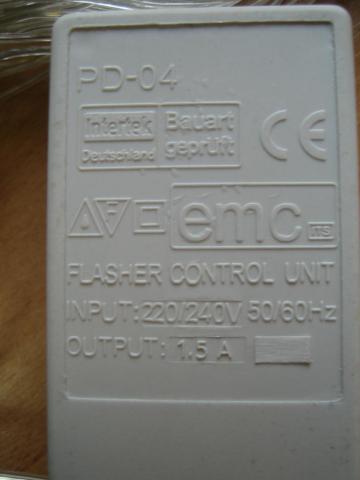 PD-04
Intertek Bauart
Deutschland geprüft
CE
F emc ITS
FLASHER CONTROL UNIT
INPUT: 220/240V 50/60Hz
OUTPUT: 1.5 A